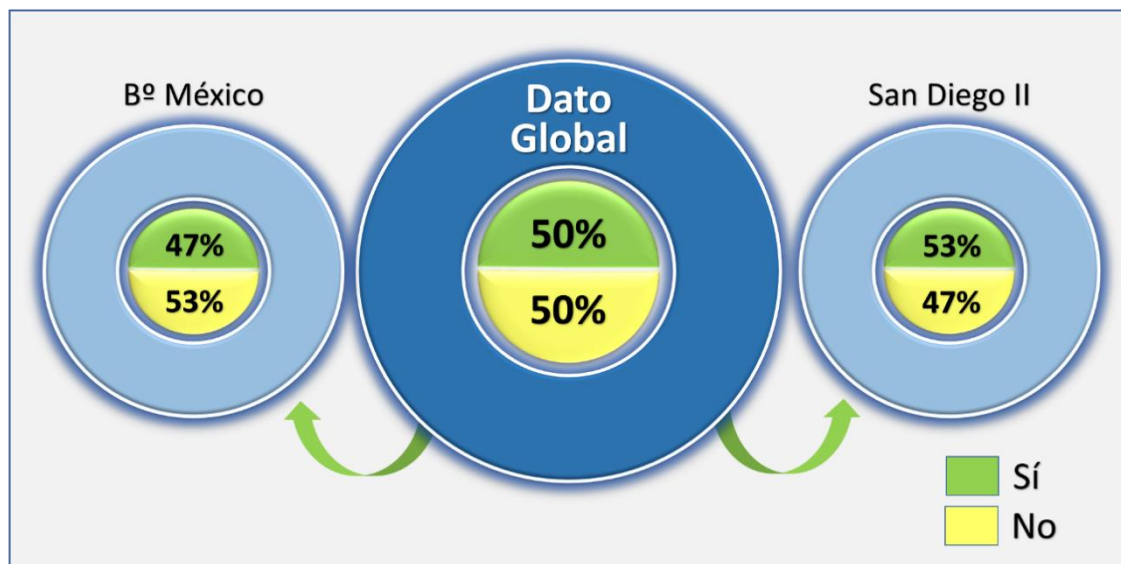 Bº México
47%
53%
Dato
Global
50%
50%
San Diego II
53%
47%
Sí
No